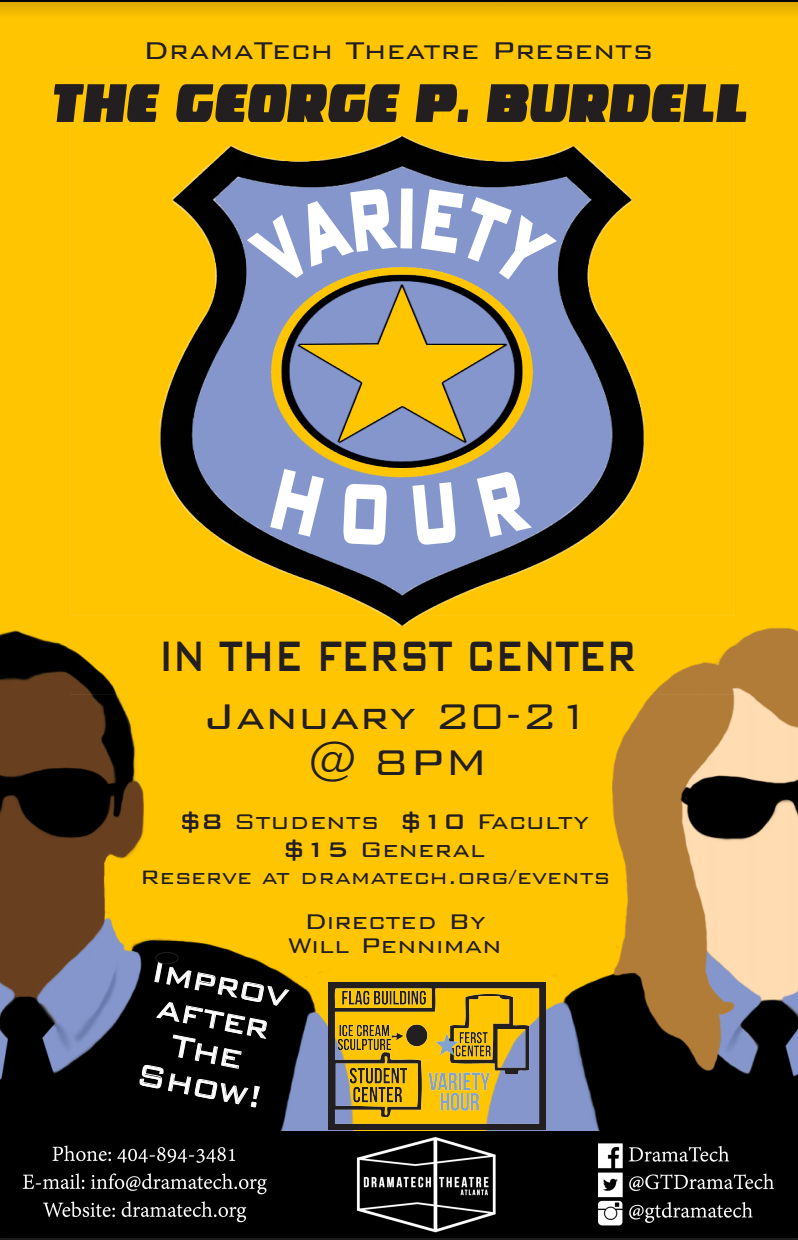 DramaTech Theatre Presents
THE GEORGE P. BURDELL
VARIETY
HOUR
IN THE FERST CENTER
January 20-21
@ 8PM
$8 Students $10 Faculty
$15 General
Reserve at dramatech.org/events
Directed By
Will Penniman
Improv
After
The
Show!
FLAG BUILDING
ICE CREAM
SCULPTURE
FERST
CENTER
STUDENT
CENTER
VARIETY
HOUR
Phone: 404-894-3481
E-mail: info@dramatech.org
Website: dramatech.org
DRAMATECH THEATRE
ATLANTA
DramaTech
@GTDramaTech
@gtdramatech